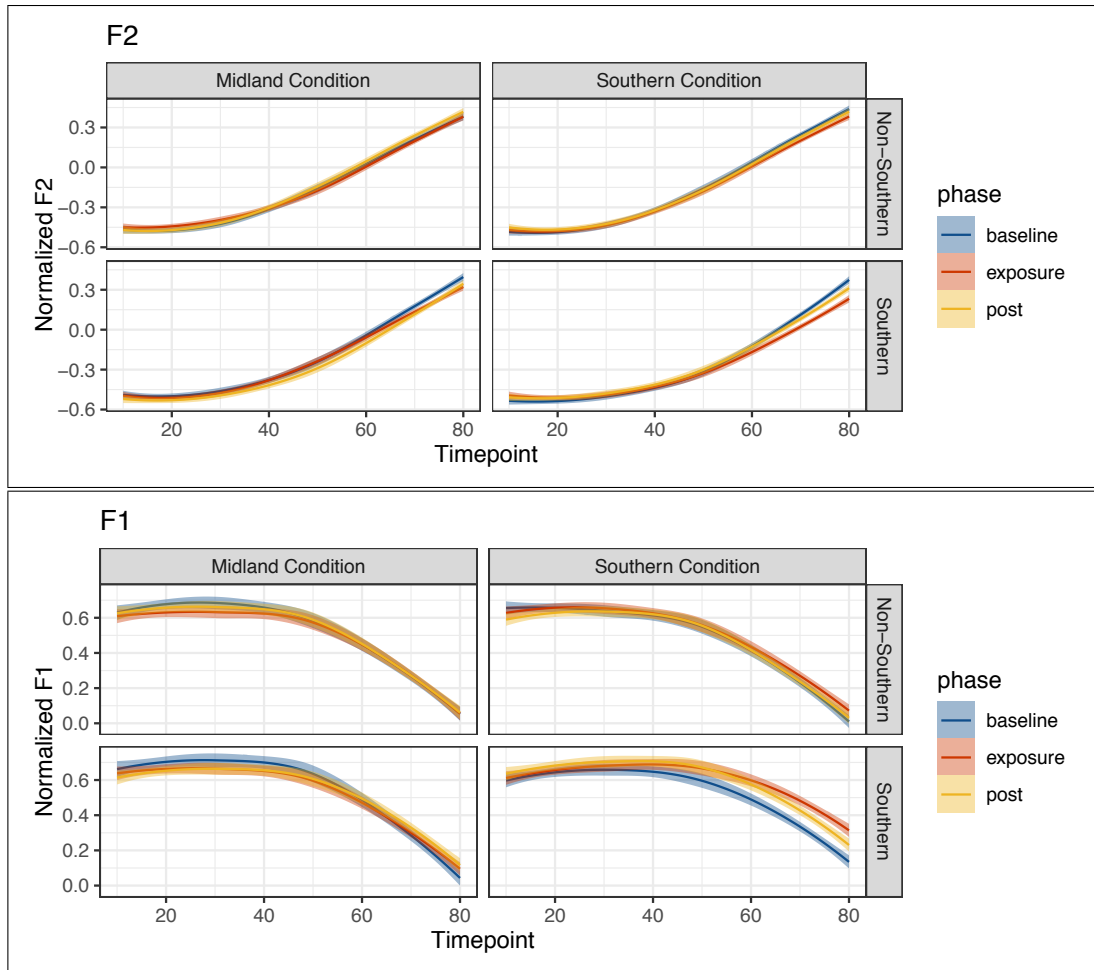 F2
Midland Condition Southern Condition
Normalized F2
0.3
0.0
−0.3
−0.6
Non−Southern
0.3
0.0
−0.3
−0.6
Southern
20 40 60 80 20 40 60 80
Timepoint
phase
baseline
exposure
post
F1
Midland Condition Southern Condition
Normalized F1
0.6
0.4
0.2
0.0
Non−Southern
0.6
0.4
0.2
0.0
Southern
20 40 60 80 20 40 60 80
Timepoint
phase
baseline
exposure
post